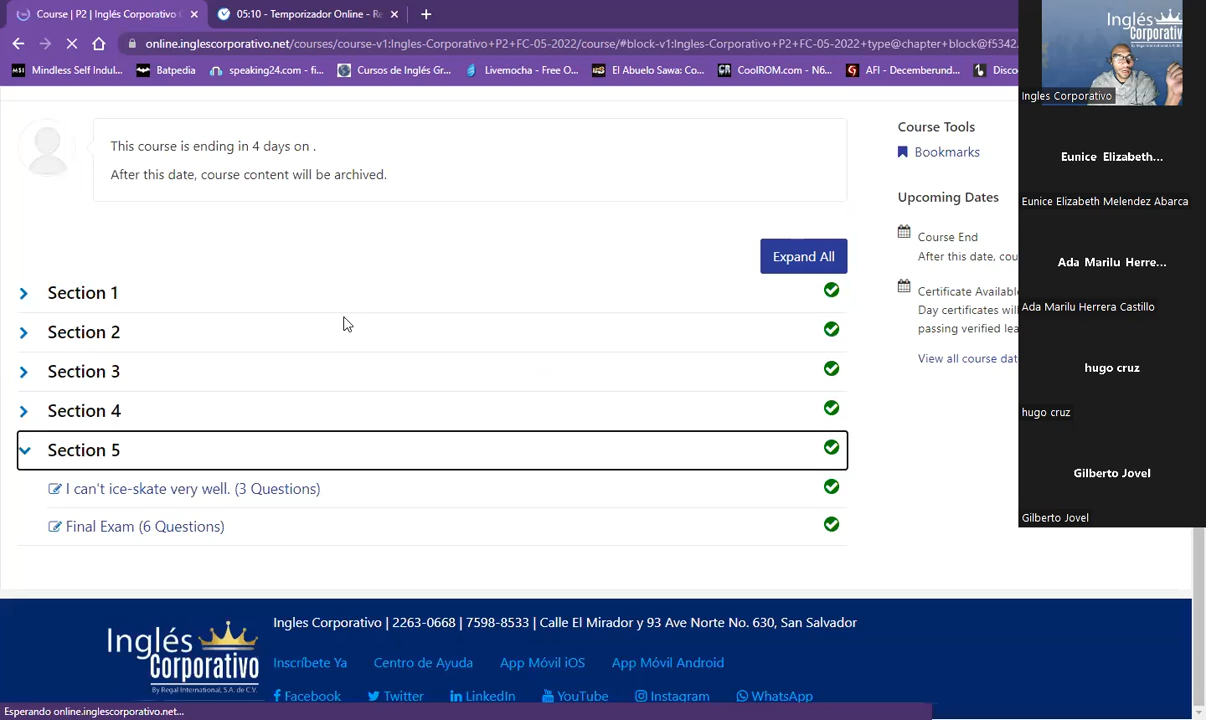 Course | P2 | Inglés Corporativo
05:10 - Temporizador Online - Re
online.inglescorporativo.net/courses/course-v1:Ingles-Corporativo+P2+FC-05-2022/course/#block-v1:Ingles-Corporativo+P2+FC-05-2022+type@chapter+block@f5342
Mindless Self Indul...
Batpedia
speaking24.com - fi...
Cursos de Inglés Gr...
Livemocha - Free O...
El Abuelo Sawa: Co...
CoolROM.com - N6...
AFI - Decemberund...
Disco
This course is ending in 4 days on .
After this date, course content will be archived.
Expand All
Section 1
Section 2
Section 3
Section 4
Section 5
I can't ice-skate very well. (3 Questions)
Final Exam (6 Questions)
Course Tools
Bookmarks
Upcoming Dates
Course End
After this date, cou
Certificate Available
Day certificates will
passing verified lea
View all course dat
Inglés
Corporativo
Ingles Corporativo
Eunice Elizabeth...
Eunice Elizabeth Melendez Abarca
Ada Marilu Herre...
Ada Marilu Herrera Castillo
hugo cruz
hugo cruz
Gilberto Jovel
Gilberto Jovel
Inglés
Corporativo
By Regal International, S.A. de C.V.
Ingles Corporativo | 2263-0668 | 7598-8533 | Calle El Mirador y 93 Ave Norte No. 630, San Salvador
Inscríbete Ya
Centro de Ayuda
App Móvil iOS
App Móvil Android
Facebook
Twitter
LinkedIn
YouTube
Instagram
WhatsApp
Esperando online.inglescorporativo.net...